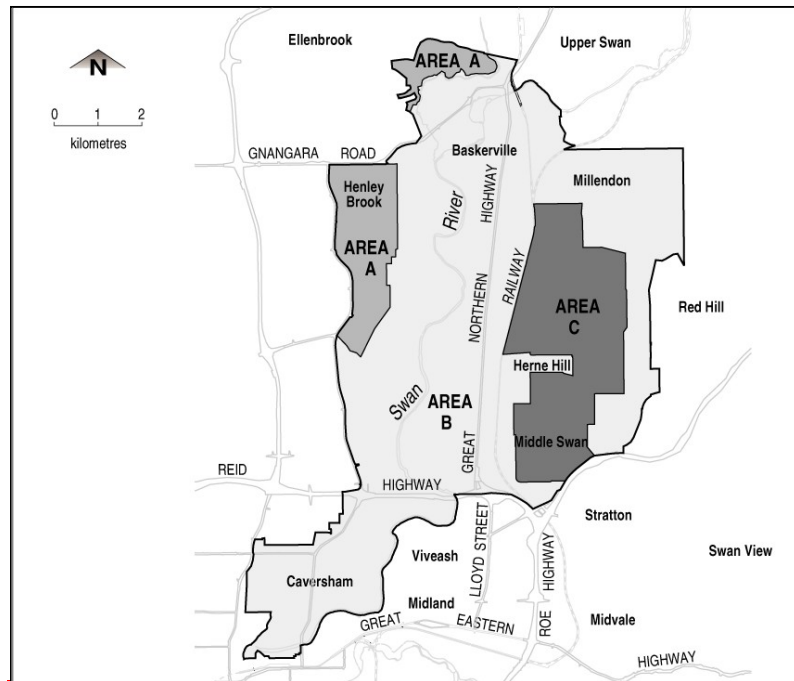 Ellenbrook
Upper Swan
AREA A
N
0 1 2
kilometres
GNANGARA ROAD
Baskerville
Millendon
Henley
Brook
AREA
A
River
HIGHWAY
RAILWAY
NORTHERN
AREA
C
Red Hill
Herne Hill
Swan
AREA
B
Middle Swan
GREAT
REID
HIGHWAY
Stratton
LLOYD STREET
HIGHWAY
Swan View
Viveash
Caversham
Midland
GREAT
EASTERN
ROE
Midvale
HIGHWAY